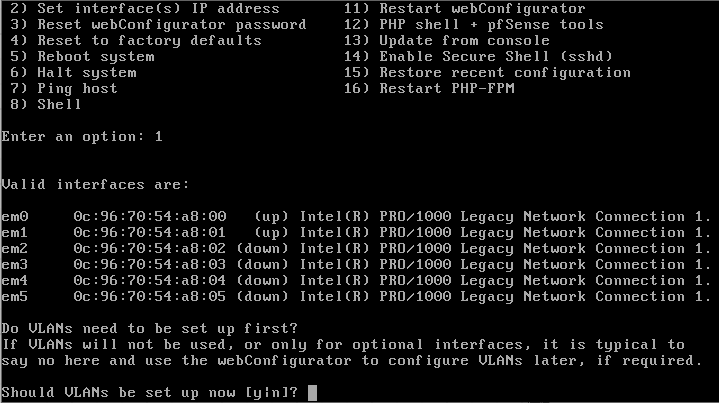 2) Set interface(s) IP address        11) Restart webConfigurator
3) Reset webConfigurator password     12) PHP shell + pfSense tools
4) Reset to factory defaults          13) Update from console
5) Reboot system                      14) Enable Secure Shell (sshd)
6) Halt system                        15) Restore recent configuration
7) Ping host                          16) Restart PHP-FPM
8) Shell
Enter an option: 1
Valid interfaces are:
em0    0c:96:70:54:a8:00   (up) Intel(R) PRO/1000 Legacy Network Connection 1.
em1    0c:96:70:54:a8:01   (up) Intel(R) PRO/1000 Legacy Network Connection 1.
em2    0c:96:70:54:a8:02 (down) Intel(R) PRO/1000 Legacy Network Connection 1.
em3    0c:96:70:54:a8:03 (down) Intel(R) PRO/1000 Legacy Network Connection 1.
em4    0c:96:70:54:a8:04 (down) Intel(R) PRO/1000 Legacy Network Connection 1.
em5    0c:96:70:54:a8:05 (down) Intel(R) PRO/1000 Legacy Network Connection 1.
Do VLANs need to be set up first?
If VLANs will not be used, or only for optional interfaces, it is typical to
say no here and use the webConfigurator to configure VLANs later, if required.
Should VLANs be set up now [y|n]?